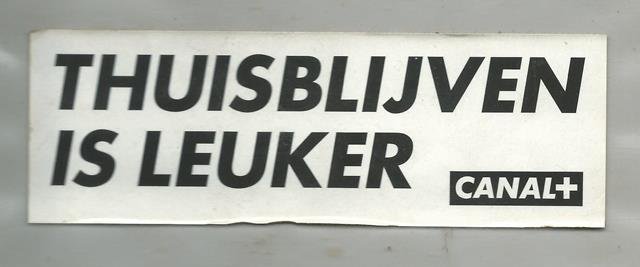 THUISBLIJVEN
IS LEUKER
CANAL+